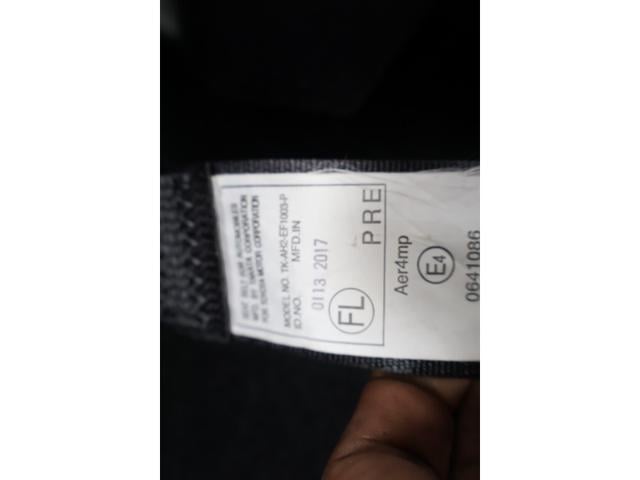 SEAT BELT FOR AUTOMOBILES
MFG. BY TAKATA CORPORATION
FOR TOYOTA MOTOR CORPORATION
MODEL NO. TK-AH2-EF1003-P
ID.NO. MFD.IN
0113 2017
FL
PRE
Aer4mp
E4
0641086